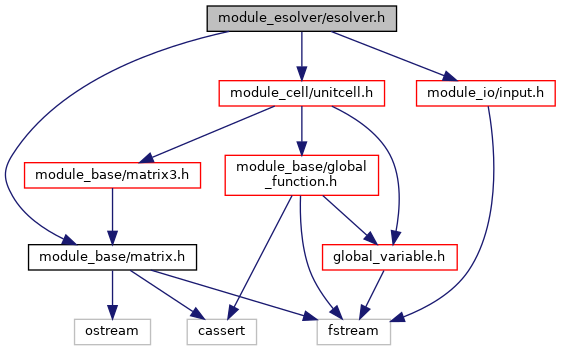 module_esolver/esolver.h
module_cell/unitcell.h
module_io/input.h
module_base/matrix3.h
module_base/global
_function.h
module_base/matrix.h
global_variable.h
ostream
cassert
fstream